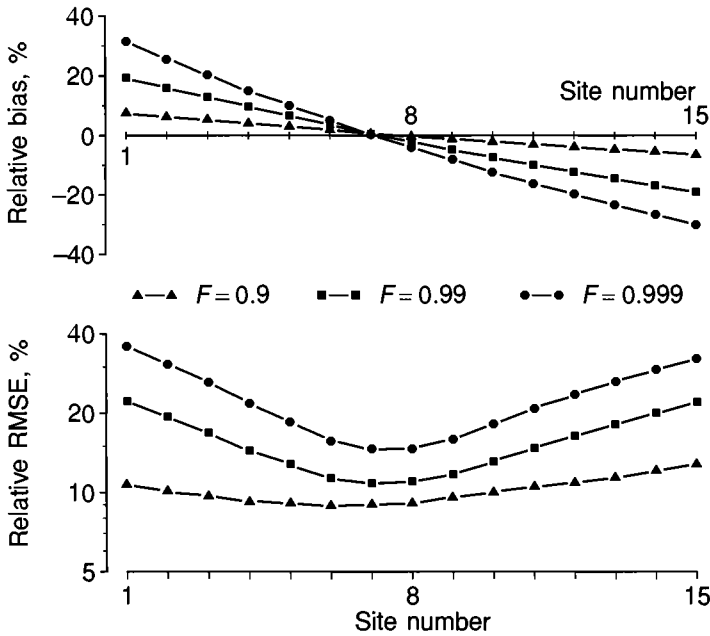 40
20
0
−20
−40
Relative bias, %
Site number
1
8
15
F=0.9
F=0.99
F=0.999
40
20
10
5
Relative RMSE, %
1
8
15
Site number